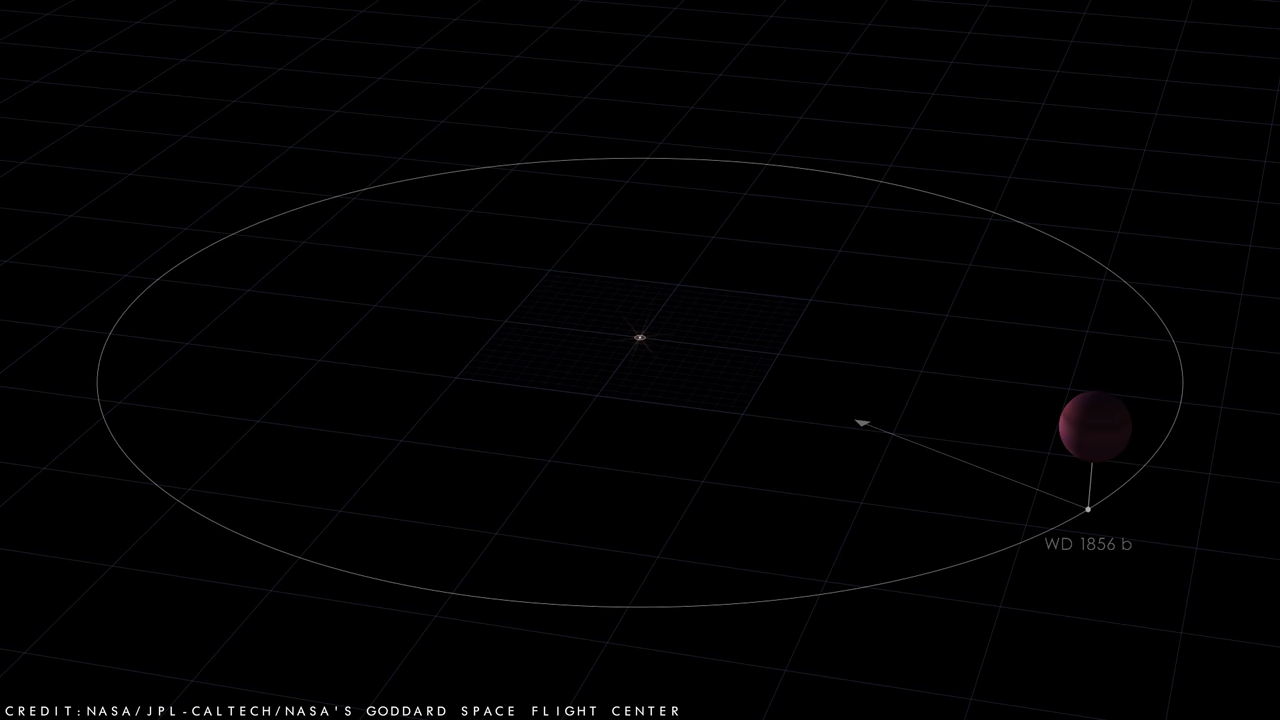 WD 1856 b
CREDIT:NASA/JPL-CALTECH/NASA'S GODDARD SPACE FLIGHT CENTER